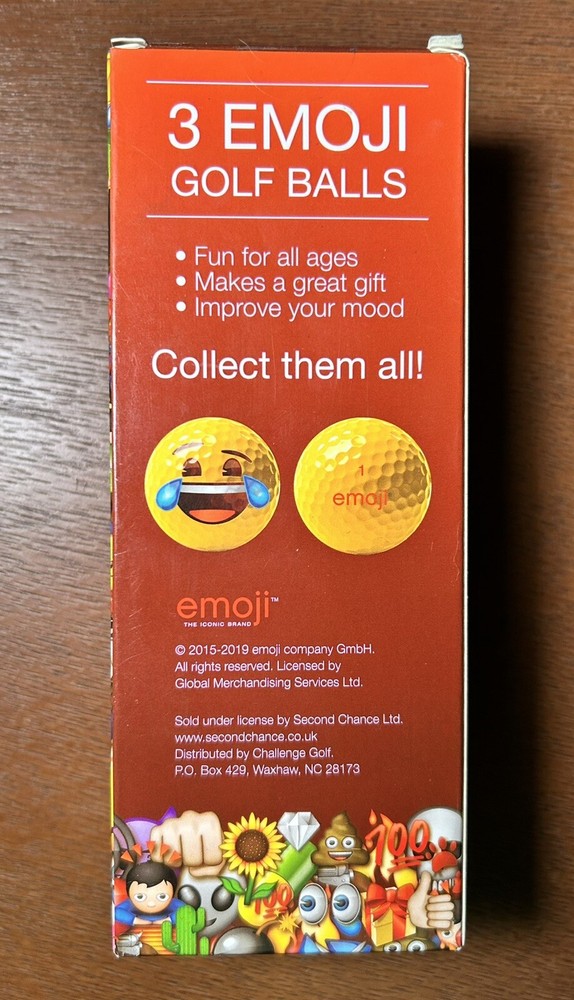 3 EMOJI
GOLF BALLS
• Fun for all ages
• Makes a great gift
• Improve your mood
Collect them all!
1
emoji
emoji™
THE ICONIC BRAND
© 2015-2019 emoji company GmbH.
All rights reserved. Licensed by
Global Merchandising Services Ltd.
Sold under license by Second Chance Ltd.
www.secondchance.co.uk
Distributed by Challenge Golf.
P.O. Box 429, Waxhaw, NC 28173
100
100